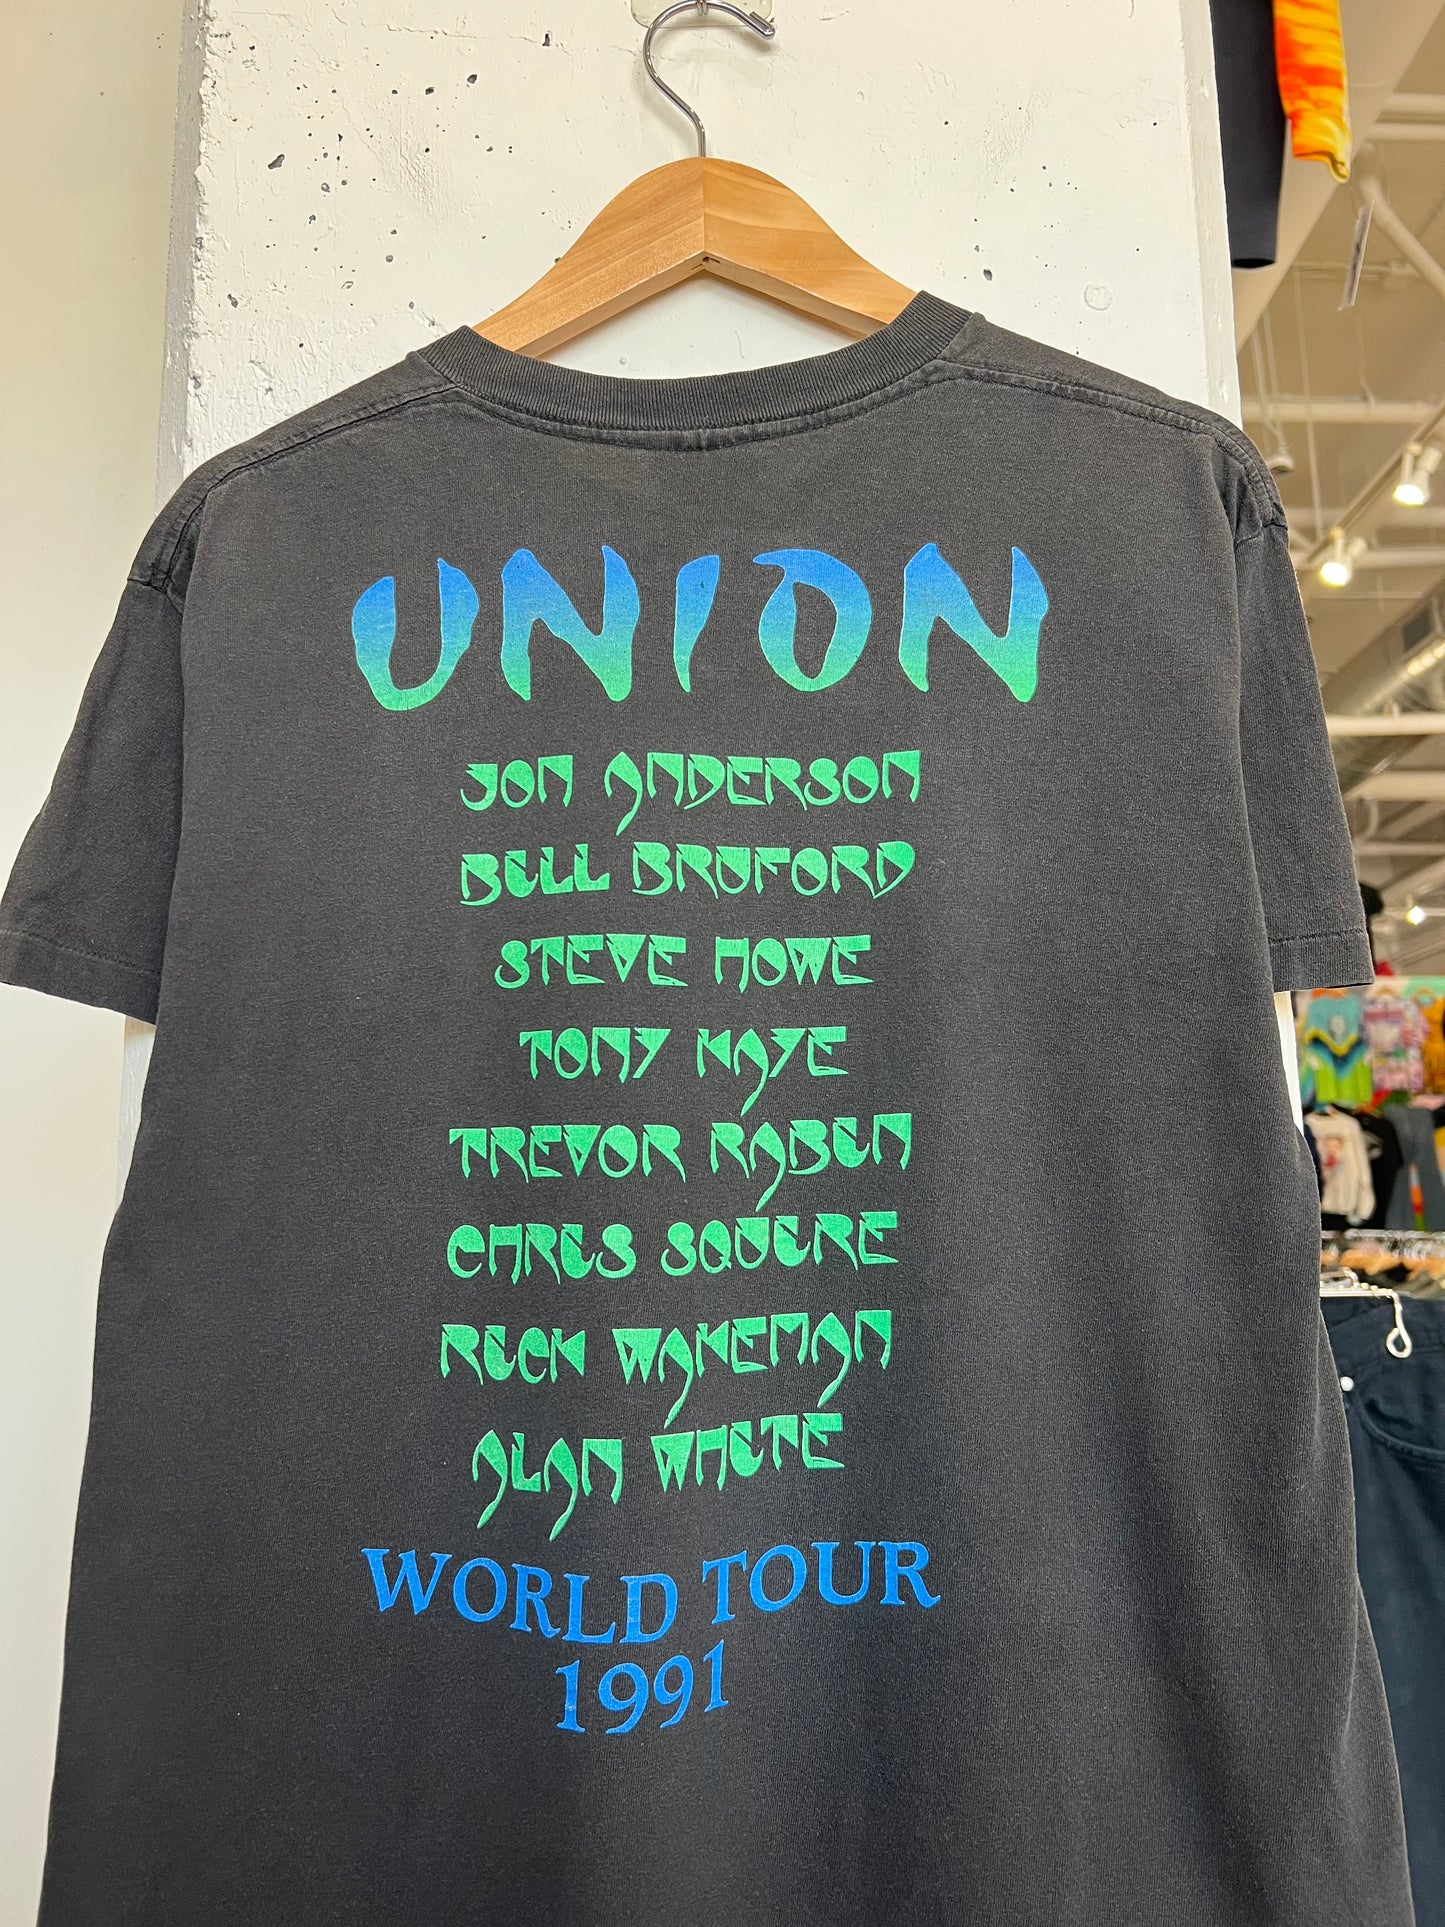 UNION
JON ANDERSON
BILL BRUFORD
STEVE HOWE
TONY KAYE
TREVOR RABIN
CHRIS SQUIRE
RICK WAKEMAN
ALAN WHITE
WORLD TOUR
1991